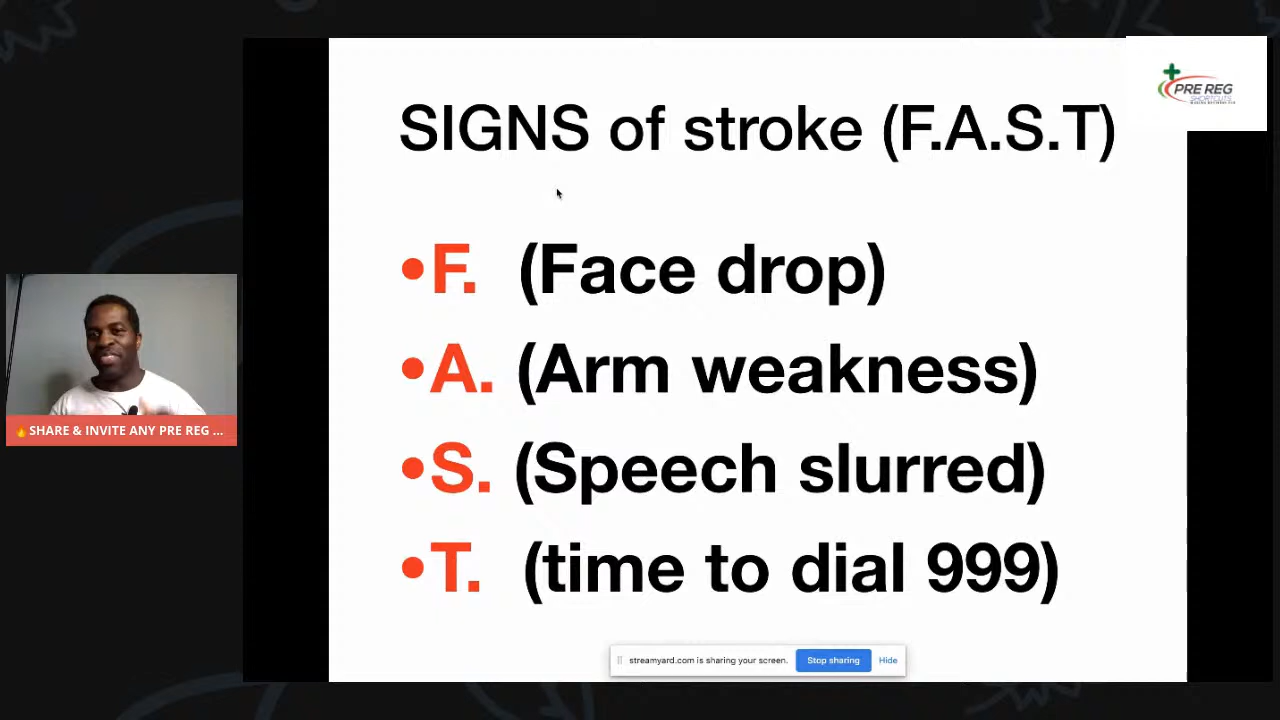 PRE REG
SHORTCUTS
SIGNS of stroke (F.A.S.T)
•F. (Face drop)
•A. (Arm weakness)
•S. (Speech slurred)
•T. (time to dial 999)
🔥SHARE & INVITE ANY PRE REG ...
streamyard.com is sharing your screen. Stop sharing Hide